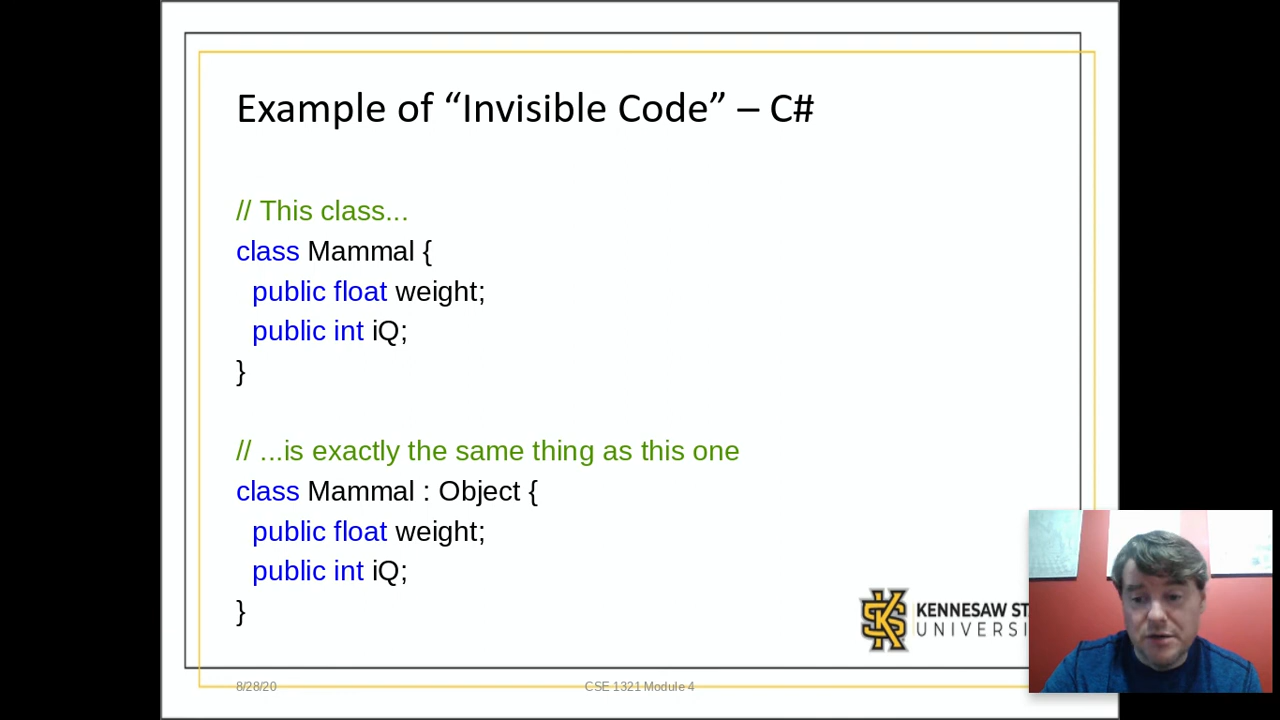 Example of “Invisible Code” – C#
// This class...
class Mammal {
public float weight;
public int iQ;
}
// ...is exactly the same thing as this one
class Mammal : Object {
public float weight;
public int iQ;
}
KENNESAW ST
UNIVERSI
8/28/20
CSE 1321 Module 4